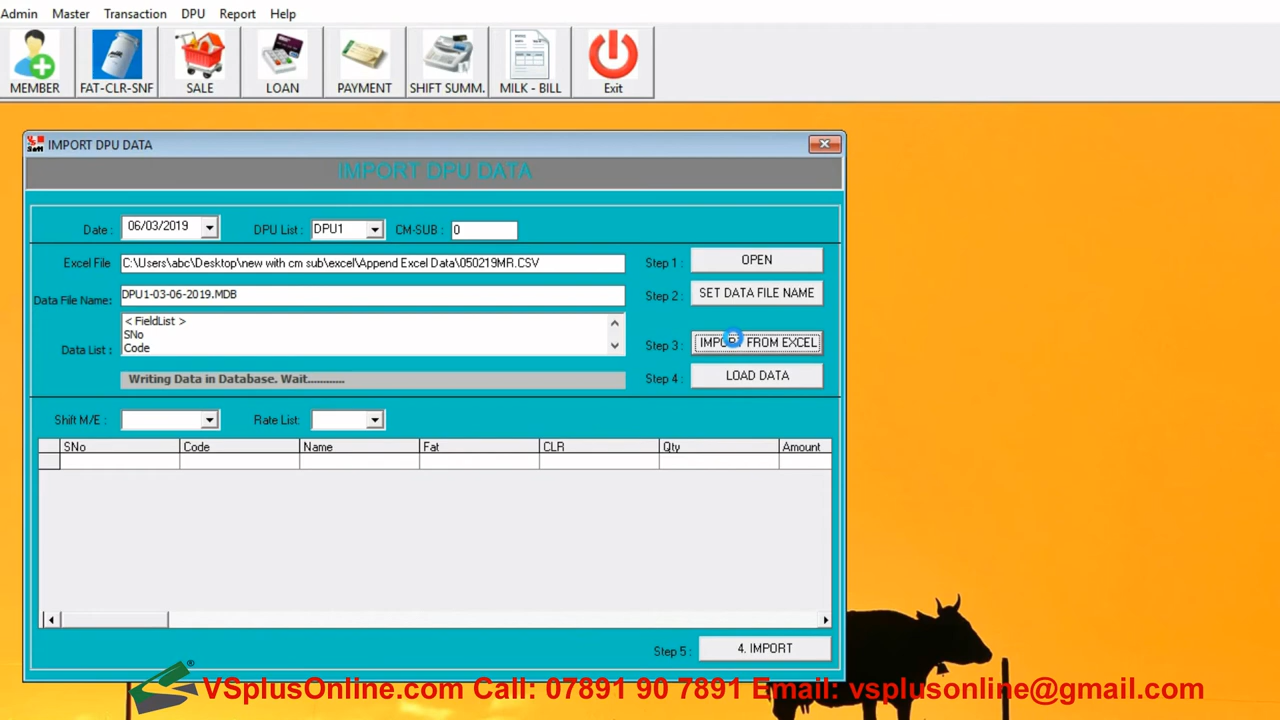 Admin Master Transaction DPU Report Help
MEMBER FAT-CLR-SNF SALE LOAN PAYMENT SHIFT SUMM. MILK - BILL Exit
VS Soft IMPORT DPU DATA
IMPORT DPU DATA
Date : 06/03/2019 DPU List : DPU1 CM-SUB : 0
Excel File C:\Users\abc\Desktop\new with cm sub\excel\Append Excel Data\050219MR.CSV Step 1 : OPEN
Data File Name: DPU1-03-06-2019.MDB Step 2 : SET DATA FILE NAME
Data List : < FieldList >
SNo
Code
Step 3 : IMPORT FROM EXCEL
Writing Data in Database. Wait............ Step 4 : LOAD DATA
Shift M/E : Rate List:
SNo Code Name Fat CLR Qty Amount
Step 5 : 4. IMPORT
® VSplusOnline.com Call: 07891 90 7891 Email: vsplusonline@gmail.com